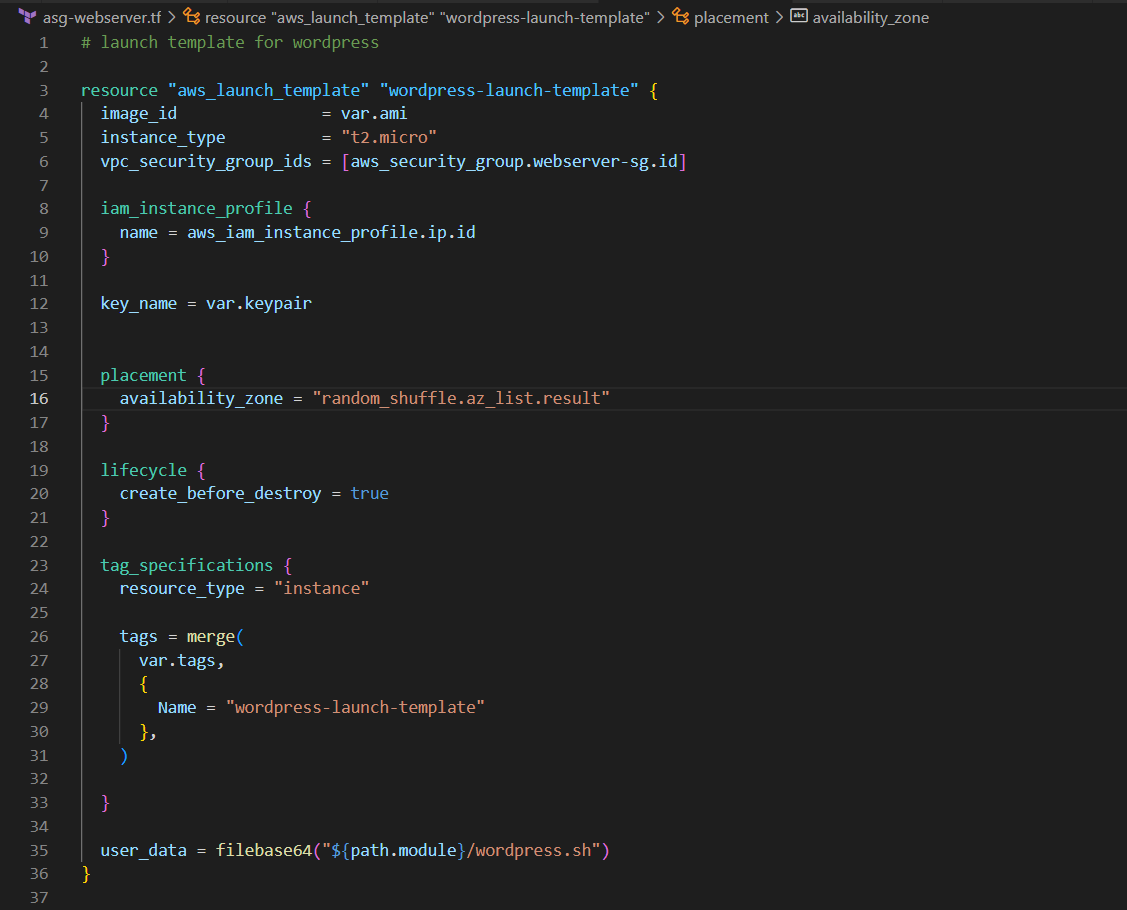 asg-webserver.tf > resource "aws_launch_template" "wordpress-launch-template" > placement > abc availability_zone
1 # launch template for wordpress
2
3 resource "aws_launch_template" "wordpress-launch-template" {
4   image_id               = var.ami
5   instance_type          = "t2.micro"
6   vpc_security_group_ids = [aws_security_group.webserver-sg.id]
7
8   iam_instance_profile {
9     name = aws_iam_instance_profile.ip.id
10   }
11
12   key_name = var.keypair
13
14
15   placement {
16     availability_zone = "random_shuffle.az_list.result"
17   }
18
19   lifecycle {
20     create_before_destroy = true
21   }
22
23   tag_specifications {
24     resource_type = "instance"
25
26     tags = merge(
27       var.tags,
28       {
29         Name = "wordpress-launch-template"
30       },
31     )
32
33   }
34
35   user_data = filebase64("${path.module}/wordpress.sh")
36 }
37